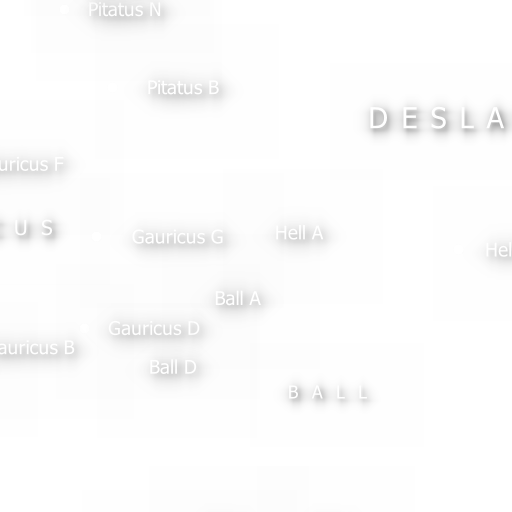 Pitatus N
Pitatus B
D E S L A
uricus F
U S
Gauricus G
Hell A
Hel
Ball A
Gauricus D
auricus B
Ball D
B A L L